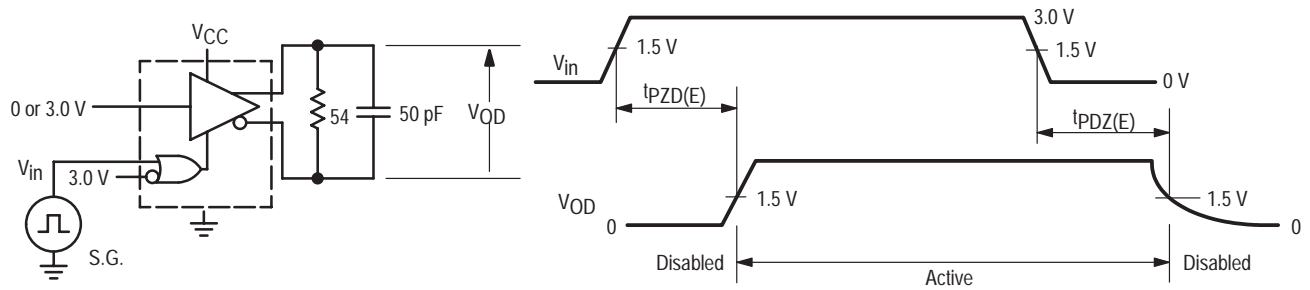 VCC
0 or 3.0 V
54
50 pF
VOD
Vin
3.0 V
S.G.
3.0 V
1.5 V
1.5 V
Vin
0 V
tPZD(E)
tPDZ(E)
VOD
1.5 V
1.5 V
0
0
Disabled
Active
Disabled